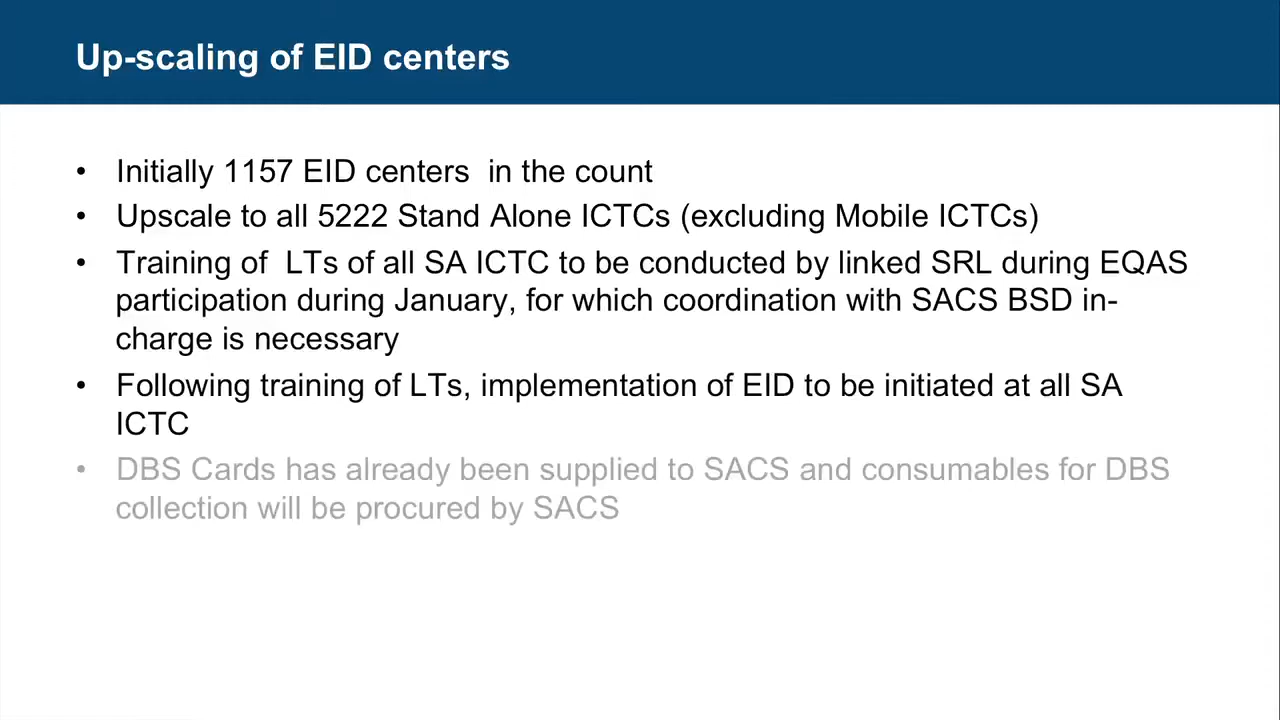 Up-scaling of EID centers
• Initially 1157 EID centers  in the count
• Upscale to all 5222 Stand Alone ICTCs (excluding Mobile ICTCs)
• Training of  LTs of all SA ICTC to be conducted by linked SRL during EQAS
participation during January, for which coordination with SACS BSD in-
charge is necessary
• Following training of LTs, implementation of EID to be initiated at all SA
ICTC
• DBS Cards has already been supplied to SACS and consumables for DBS
collection will be procured by SACS